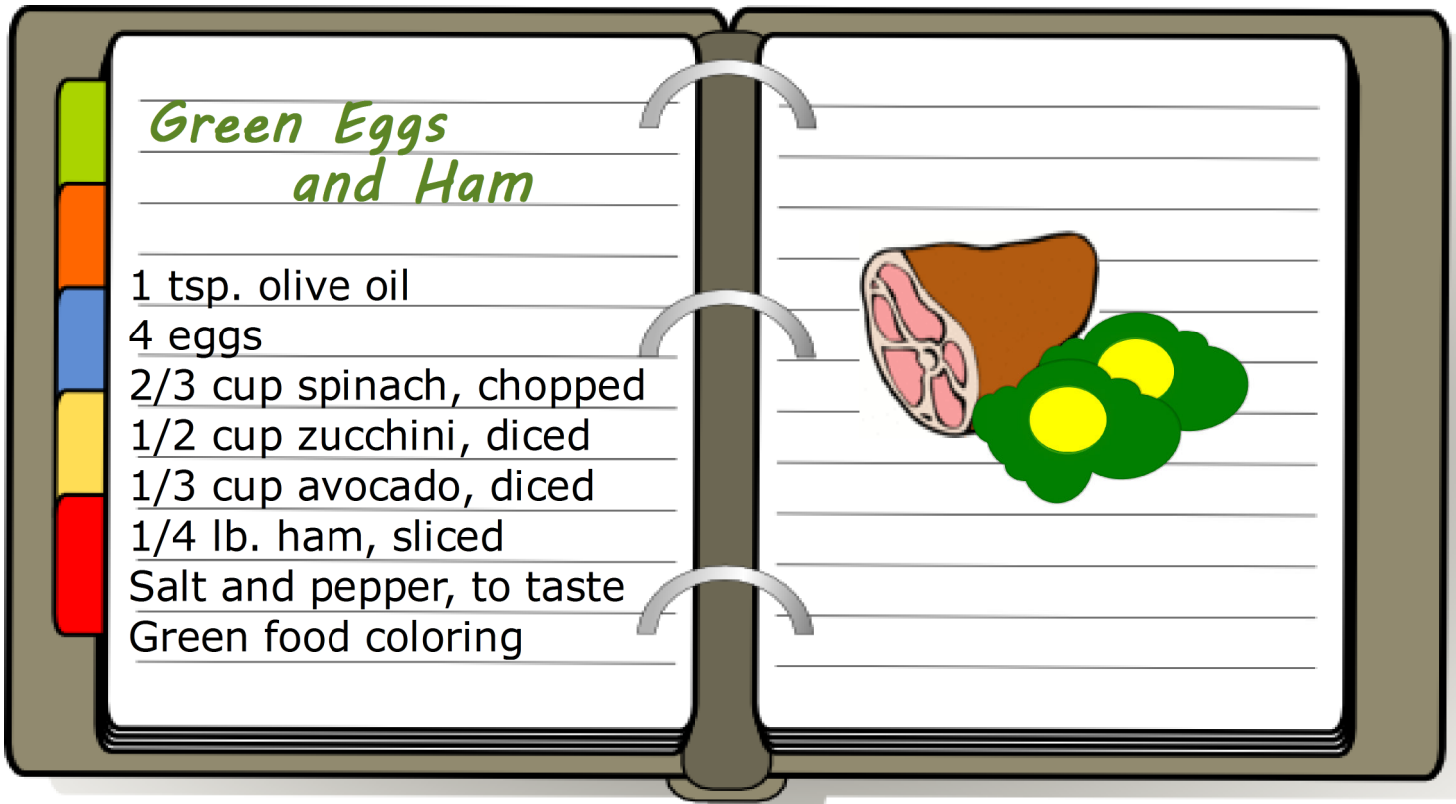 Green Eggs
and Ham
1 tsp. olive oil
4 eggs
2/3 cup spinach, chopped
1/2 cup zucchini, diced
1/3 cup avocado, diced
1/4 lb. ham, sliced
Salt and pepper, to taste
Green food coloring